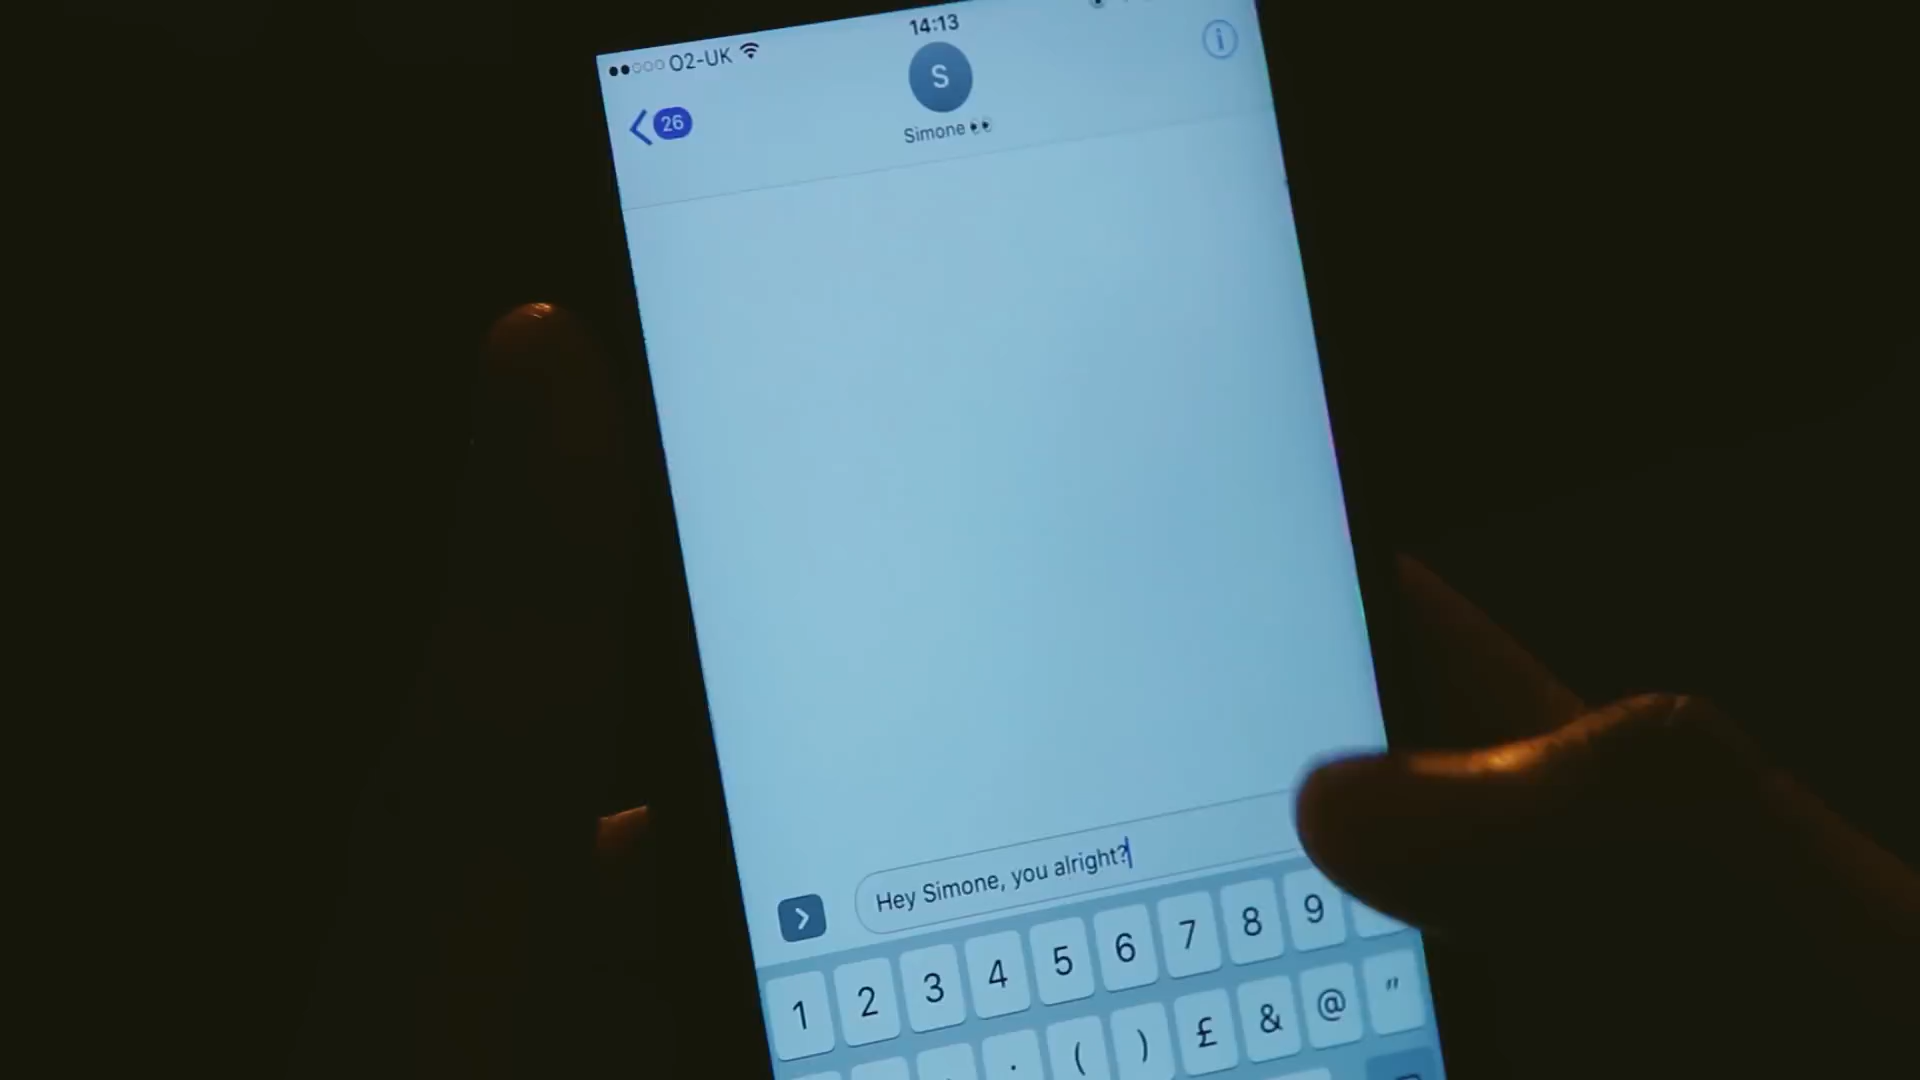 14:13
O2-UK
26
S
Simone 👀
Hey Simone, you alright?
1 2 3 4 5 6 7 8 9
( ) £ & @ "